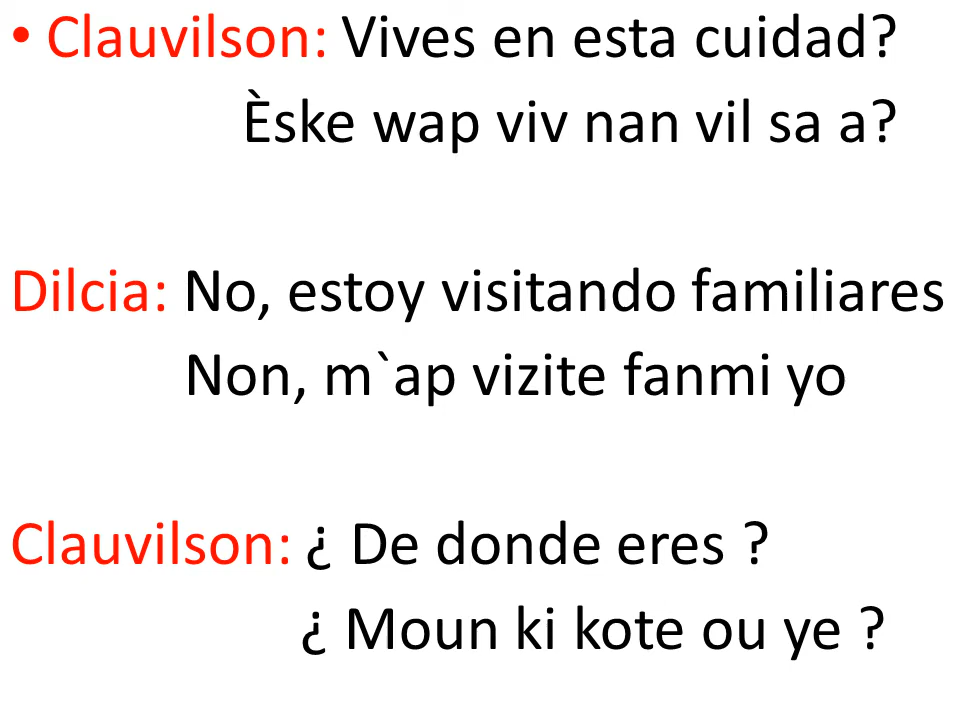 • Clauvilson: Vives en esta cuidad?
Èske wap viv nan vil sa a?
Dilcia: No, estoy visitando familiares
Non, m`ap vizite fanmi yo
Clauvilson: ¿ De donde eres ?
¿ Moun ki kote ou ye ?